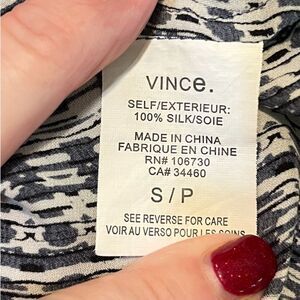 VINCE.
SELF/EXTERIEUR:
100% SILK/SOIE
MADE IN CHINA
FABRIQUE EN CHINE
RN# 106730
CA# 34460
S / P
SEE REVERSE FOR CARE
VOIR AU VERSO POUR LES SOINS